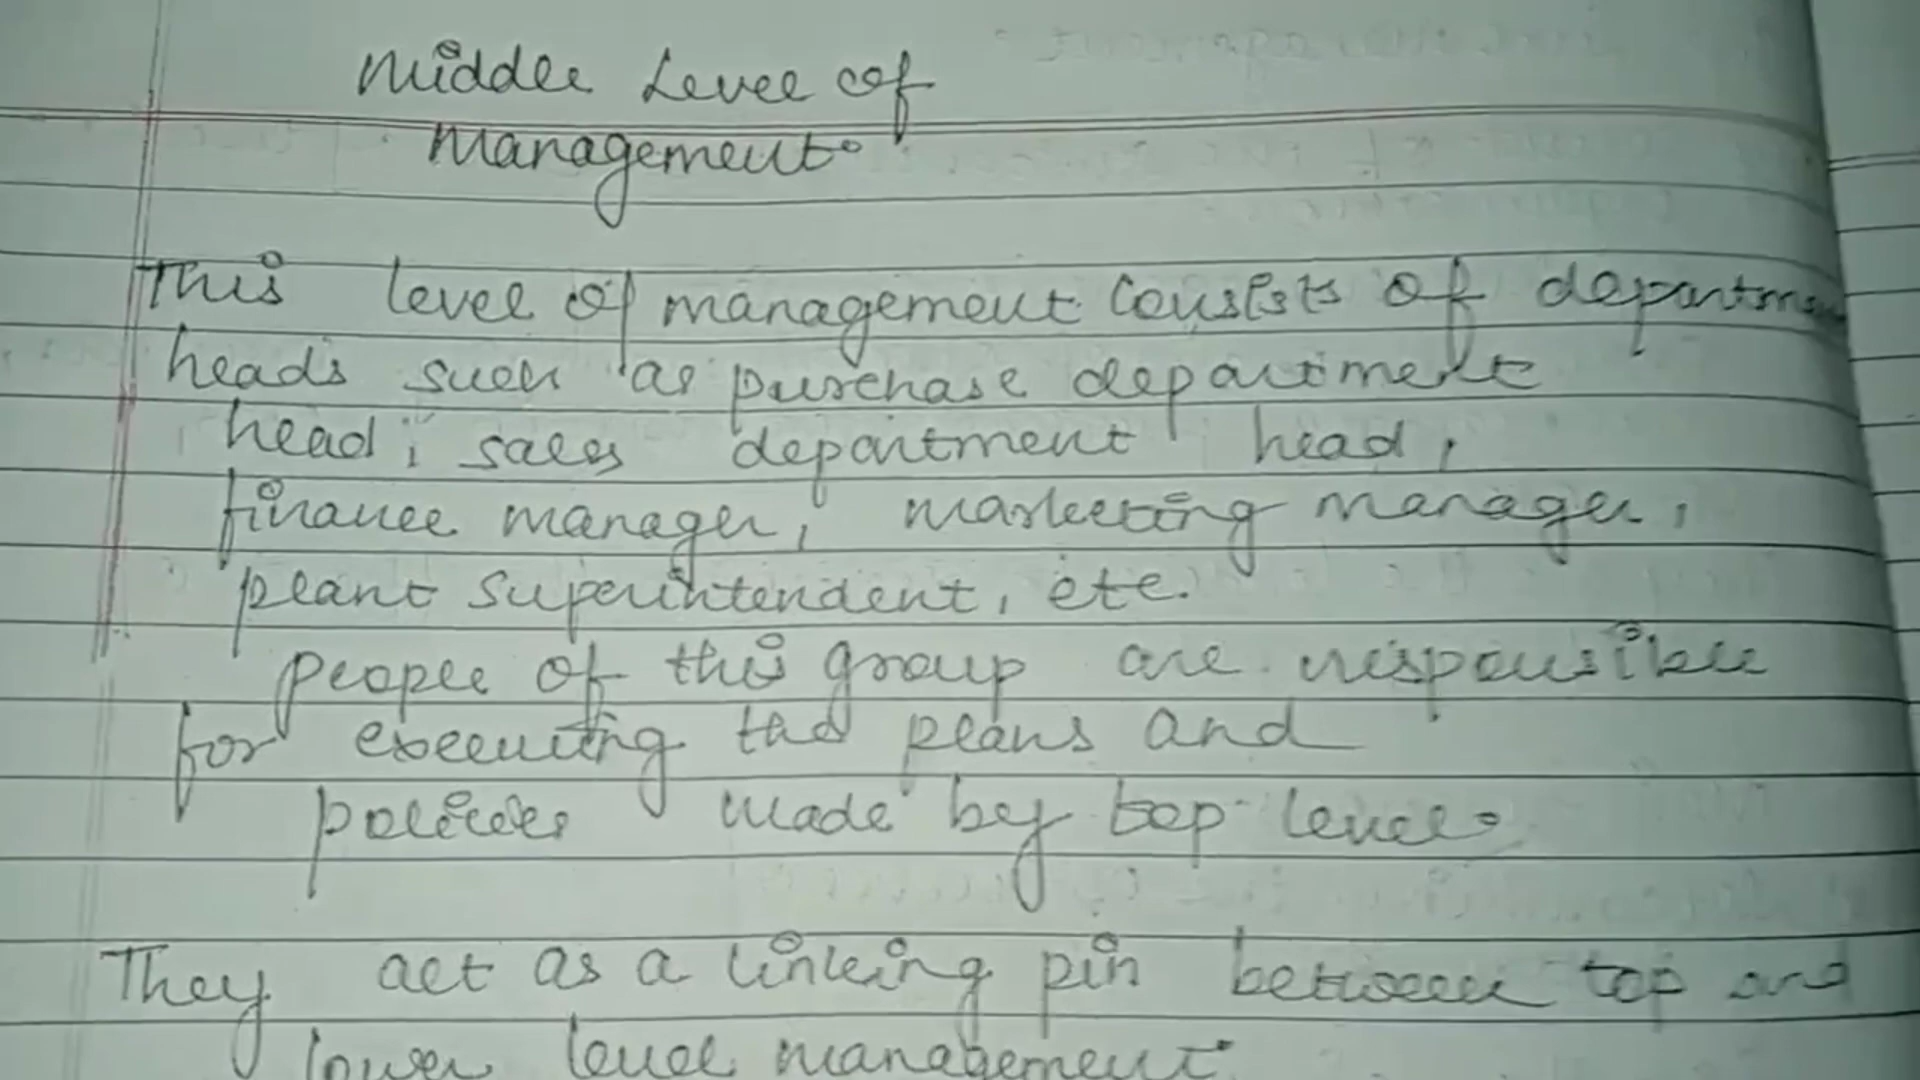 Middle Level of
Management.
This level of management consists of departmen
heads such as purchase department
head, sales department head,
finance manager, marketing manager,
plant superintendent, etc.
people of this group are responsible
for executing the plans and
policies made by top level.
They act as a linking pin between top and
lower level management.